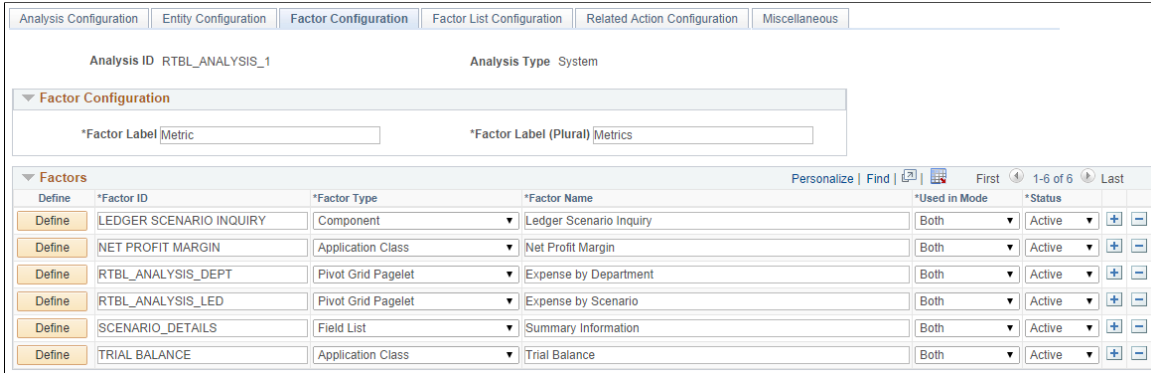 Analysis Configuration Entity Configuration Factor Configuration Factor List Configuration Related Action Configuration Miscellaneous
Analysis ID RTBL_ANALYSIS_1 Analysis Type System
Factor Configuration
*Factor Label Metric *Factor Label (Plural) Metrics
Factors Personalize | Find | | First 1-6 of 6 Last
Define *Factor ID *Factor Type *Factor Name *Used in Mode *Status
Define LEDGER SCENARIO INQUIRY Component Ledger Scenario Inquiry Both Active
Define NET PROFIT MARGIN Application Class Net Profit Margin Both Active
Define RTBL_ANALYSIS_DEPT Pivot Grid Pagelet Expense by Department Both Active
Define RTBL_ANALYSIS_LED Pivot Grid Pagelet Expense by Scenario Both Active
Define SCENARIO_DETAILS Field List Summary Information Both Active
Define TRIAL BALANCE Application Class Trial Balance Both Active